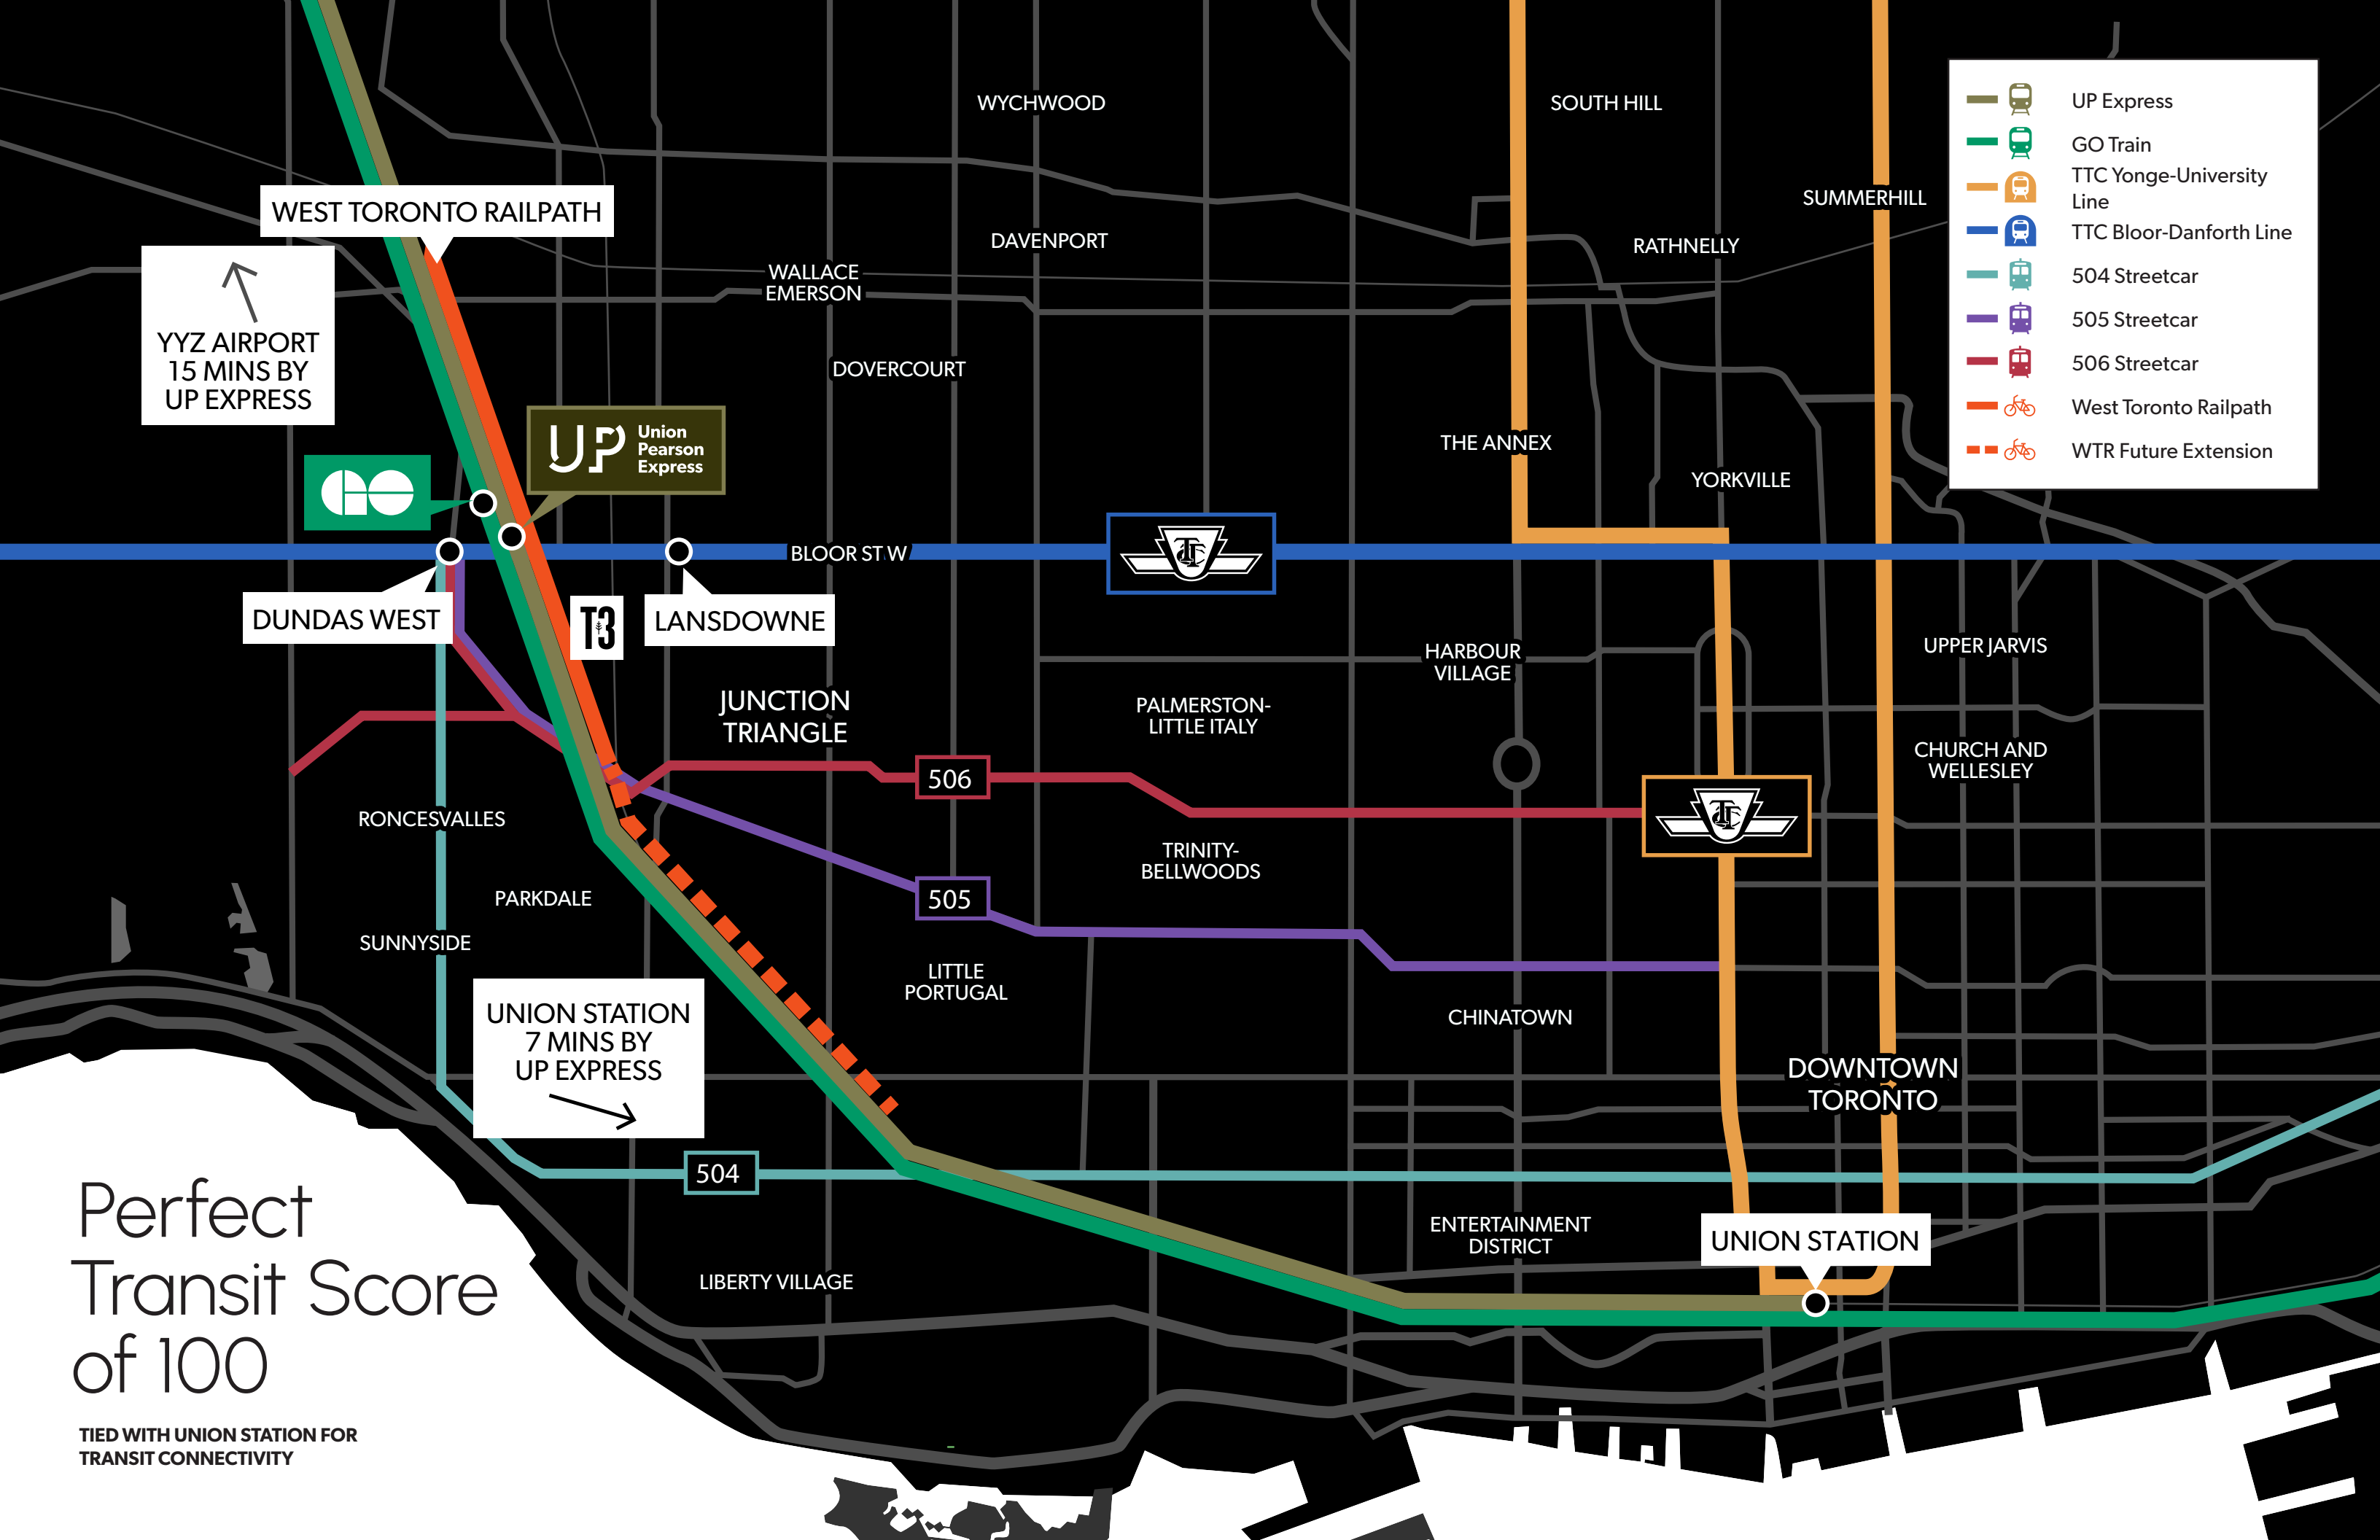 WYCHWOOD
SOUTH HILL
UP Express
GO Train
TTC Yonge-University
Line
TTC Bloor-Danforth Line
504 Streetcar
505 Streetcar
506 Streetcar
West Toronto Railpath
WTR Future Extension
SUMMERHILL
WEST TORONTO RAILPATH
DAVENPORT
RATHNELLY
WALLACE
EMERSON
YYZ AIRPORT
15 MINS BY
UP EXPRESS
DOVERCOURT
THE ANNEX
YORKVILLE
UP
Union
Pearson
Express
GO
BLOOR ST W
TTC
DUNDAS WEST
T3
LANSDOWNE
HARBOUR
VILLAGE
UPPER JARVIS
JUNCTION
TRIANGLE
PALMERSTON-
LITTLE ITALY
CHURCH AND
WELLESLEY
506
TTC
RONCESVALLES
TRINITY-
BELLWOODS
PARKDALE
505
SUNNYSIDE
LITTLE
PORTUGAL
CHINATOWN
UNION STATION
7 MINS BY
UP EXPRESS
DOWNTOWN
TORONTO
504
ENTERTAINMENT
DISTRICT
UNION STATION
LIBERTY VILLAGE
Perfect
Transit Score
of 100
TIED WITH UNION STATION FOR
TRANSIT CONNECTIVITY